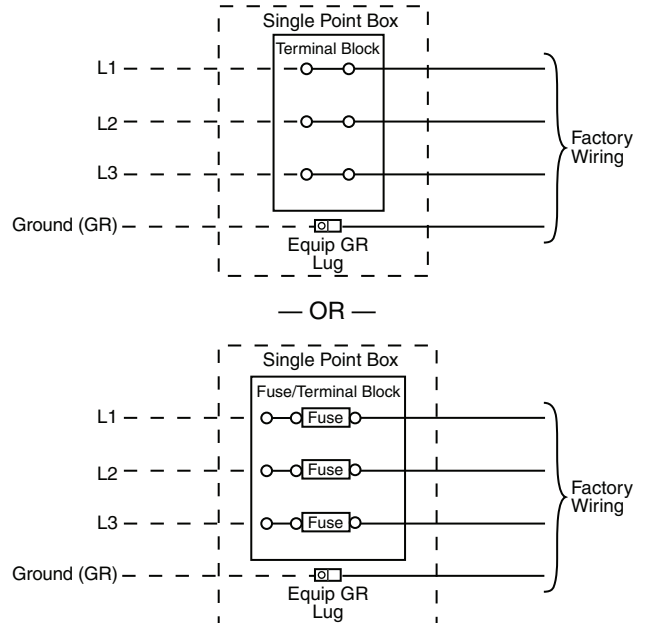 Single Point Box
Terminal Block
L1
L2
L3
Factory
Wiring
Ground (GR)
Equip GR
Lug
— OR —
Single Point Box
Fuse/Terminal Block
L1
Fuse
L2
Fuse
L3
Fuse
Factory
Wiring
Ground (GR)
Equip GR
Lug